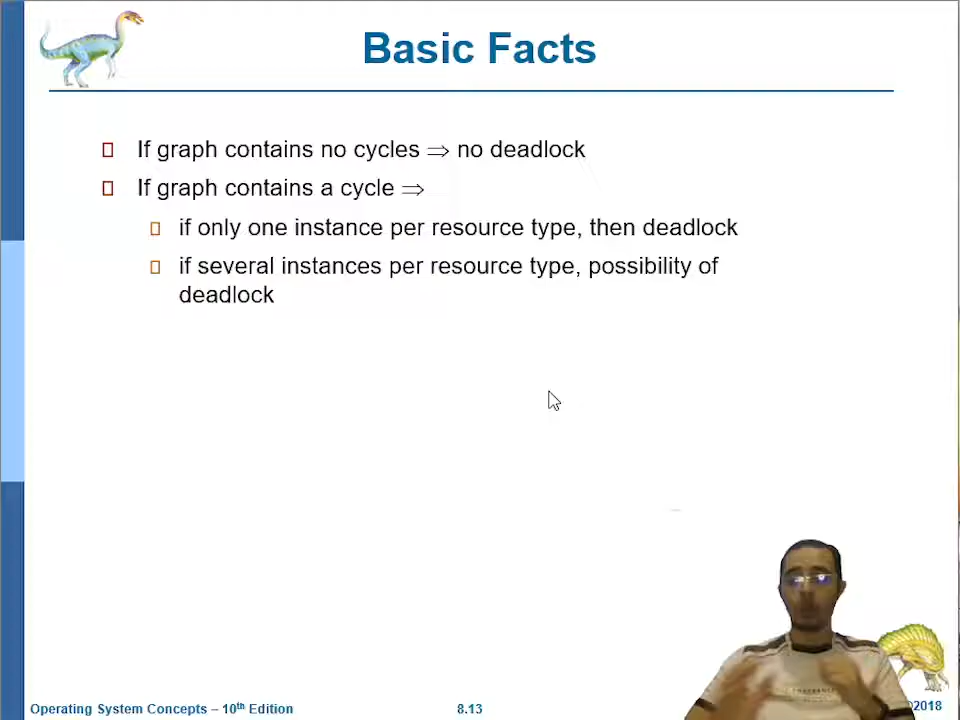 Basic Facts
If graph contains no cycles ⇒ no deadlock
If graph contains a cycle ⇒
if only one instance per resource type, then deadlock
if several instances per resource type, possibility of
deadlock
Operating System Concepts – 10th Edition
8.13
©2018